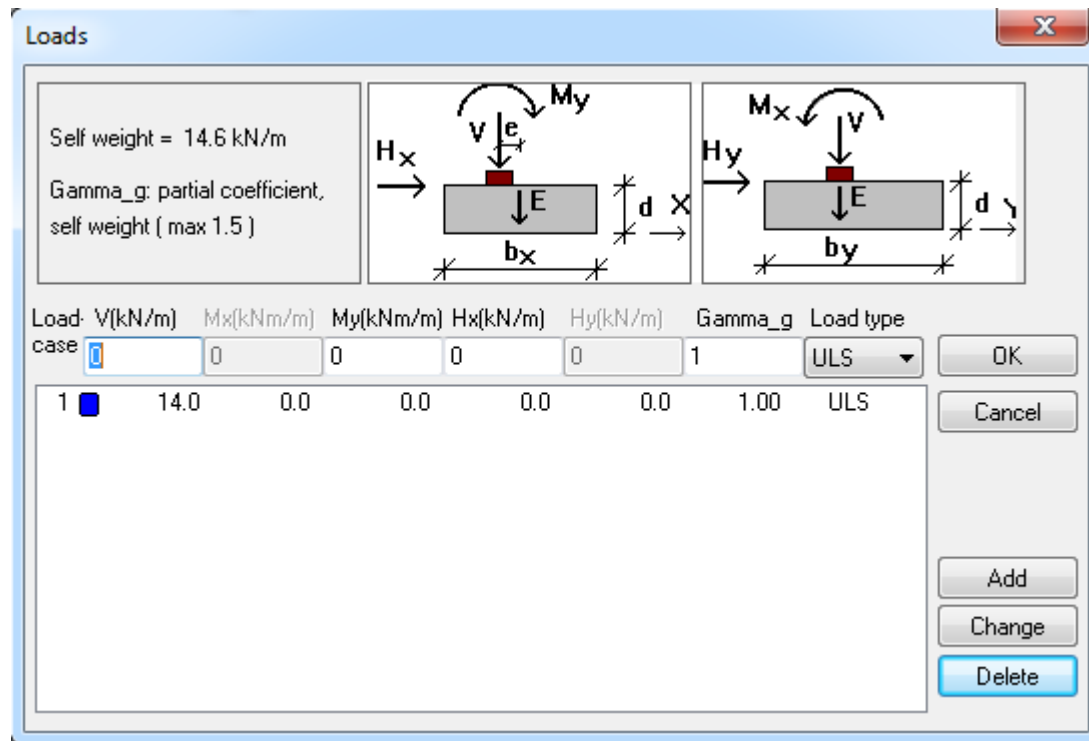 Loads
Self weight = 14.6 kN/m
Gamma_g: partial coefficient,
self weight ( max 1.5 )
My
V e
Hx
E
d X
bx
Mx V
Hy
E
d Y
by
Load- V(kN/m) Mx(kNm/m) My(kNm/m) Hx(kN/m) Hy(kN/m) Gamma_g Load type
case 0 0 0 0 0 1 ULS OK
1 14.0 0.0 0.0 0.0 0.0 1.00 ULS
Cancel
Add
Change
Delete